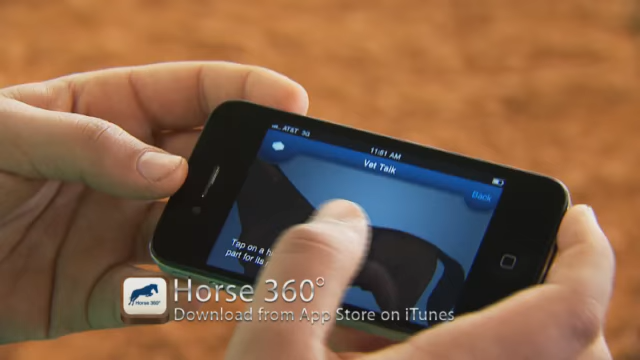 AT&T 3G
11:51 AM
Vet Talk
Back
Tap on a
part for its
Horse 360°
Horse 360°
Download from App Store on iTunes